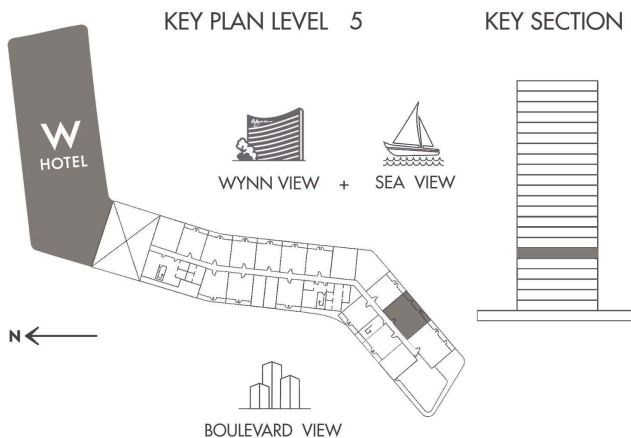 KEY PLAN LEVEL 5
KEY SECTION
W
HOTEL
WYNN VIEW + SEA VIEW
N
BOULEVARD VIEW